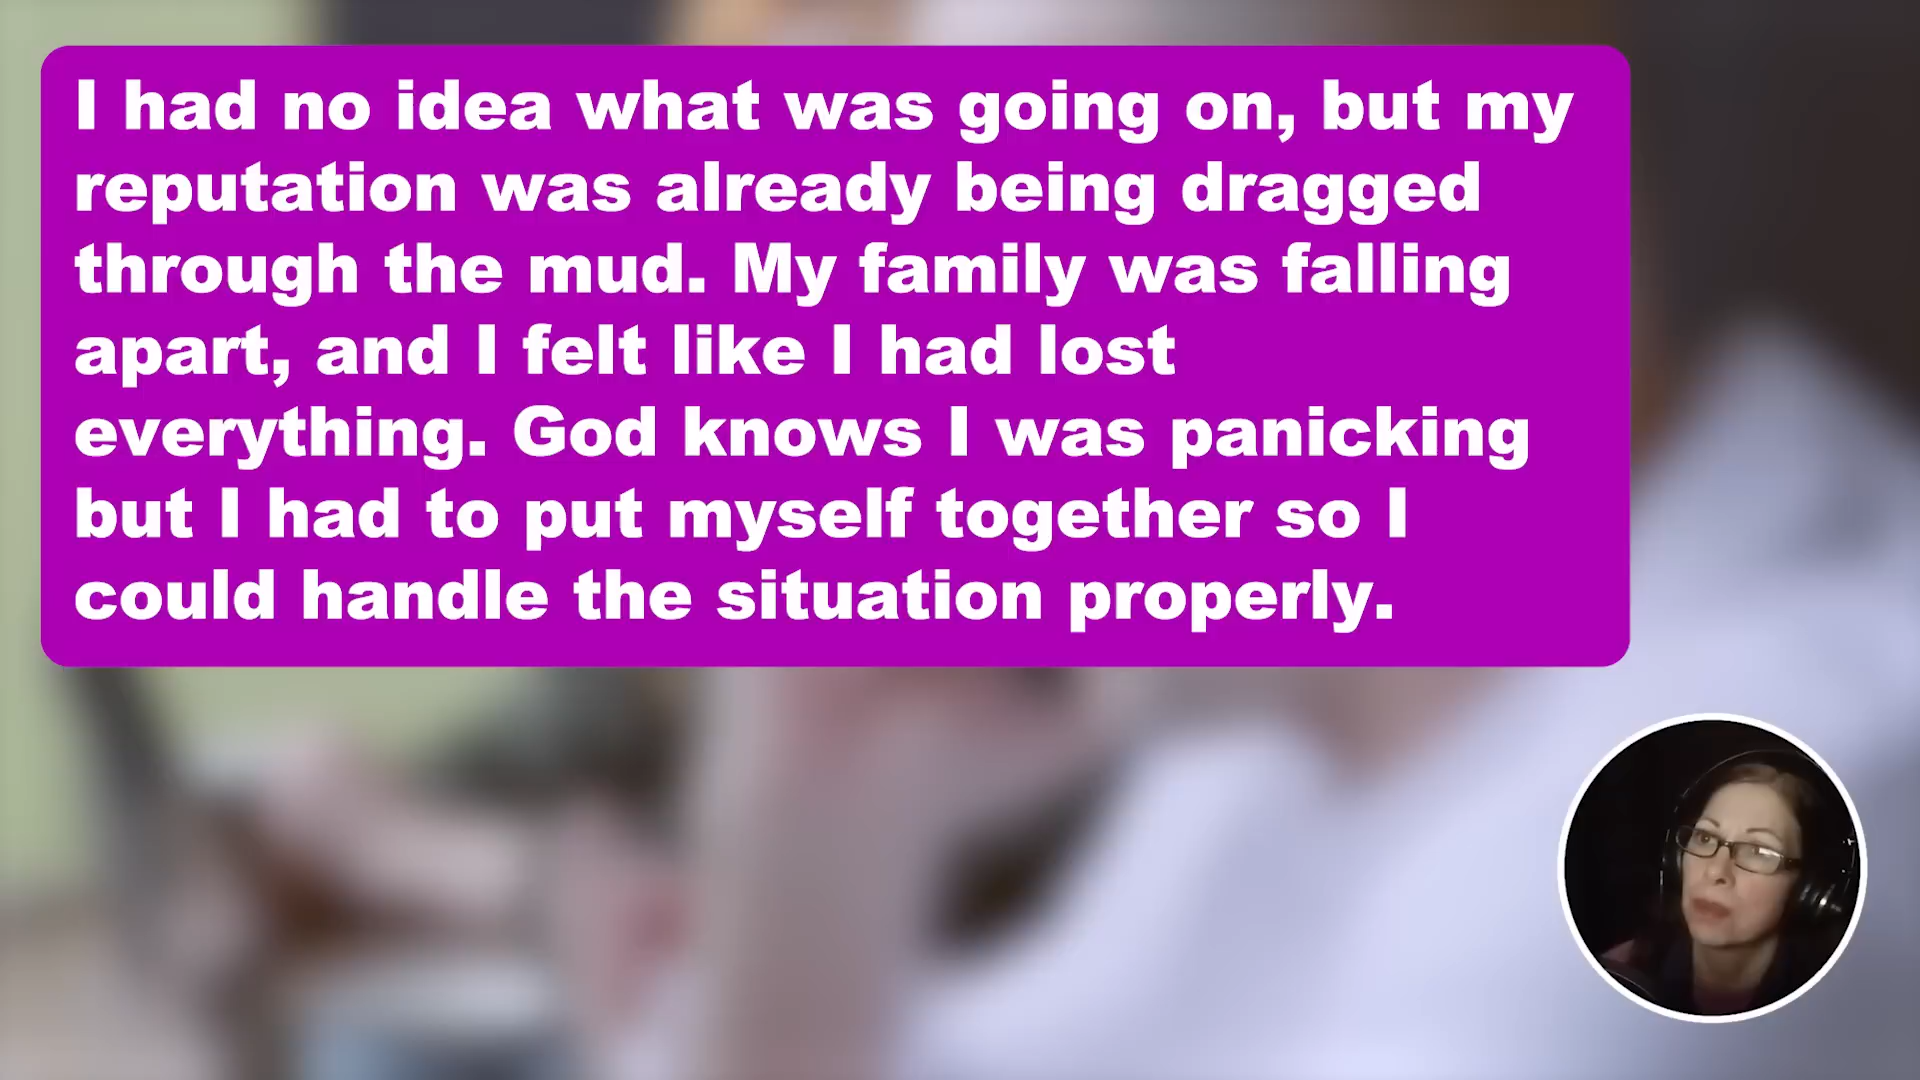 I had no idea what was going on, but my
reputation was already being dragged
through the mud. My family was falling
apart, and I felt like I had lost
everything. God knows I was panicking
but I had to put myself together so I
could handle the situation properly.